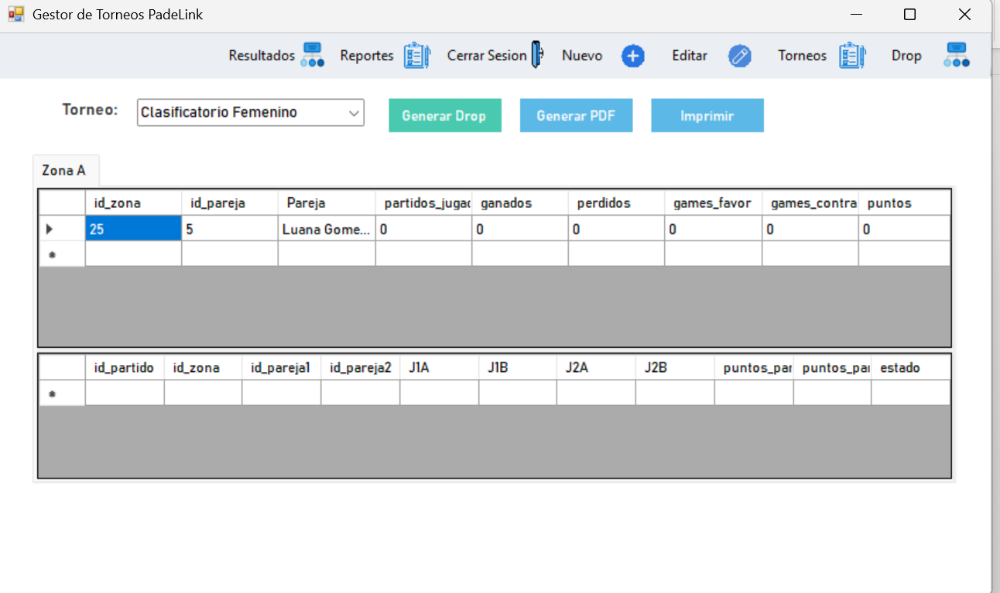 Gestor de Torneos PadeLink
Resultados Reportes Cerrar Sesion Nuevo Editar Torneos Drop
Torneo: Clasificatorio Femenino Generar Drop Generar PDF Imprimir
Zona A
id_zona id_pareja Pareja partidos_jugad ganados perdidos games_favor games_contra puntos
25 5 Luana Gome... 0 0 0 0 0 0
id_partido id_zona id_pareja1 id_pareja2 J1A J1B J2A J2B puntos_par puntos_par estado